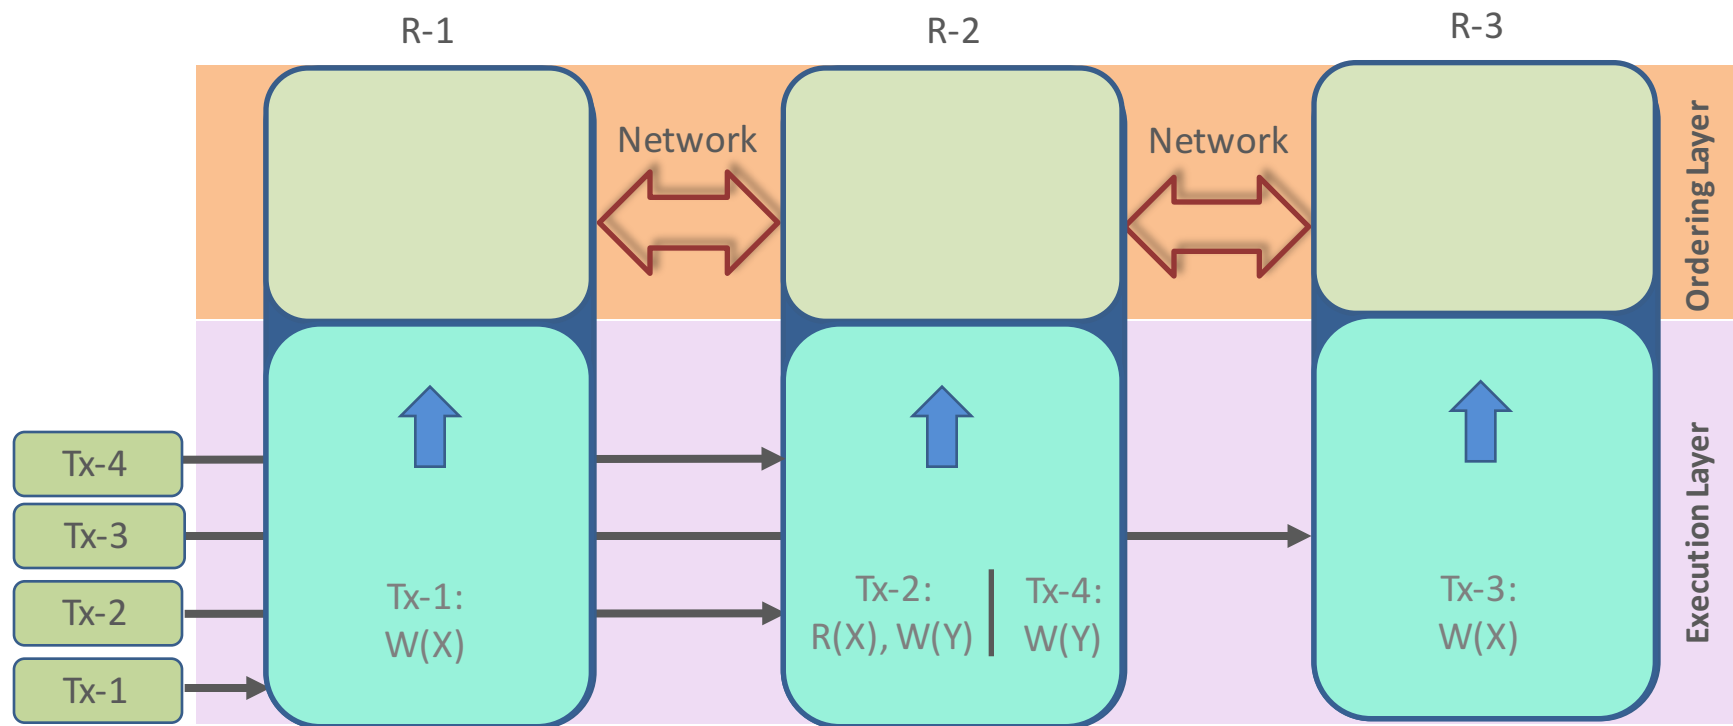 R-1
R-2
R-3
Network
Network
Ordering Layer
Tx-4
Tx-3
Tx-2
Tx-1
Tx-1:
W(X)
Tx-2:
R(X), W(Y)
Tx-4:
W(Y)
Tx-3:
W(X)
Execution Layer